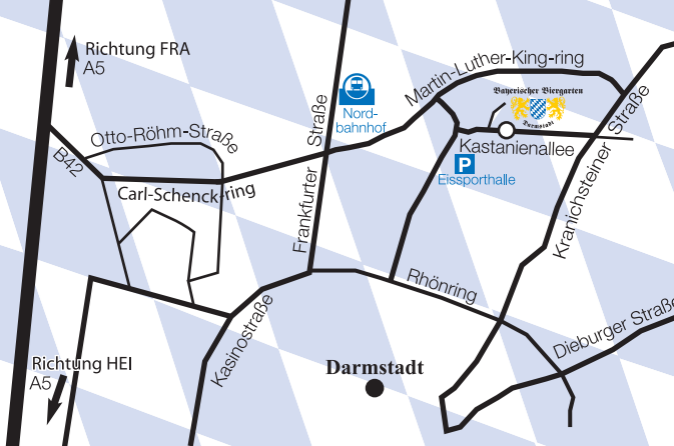 Richtung FRA
A5
Otto-Röhm-Straße
B42
Carl-Schenck-ring
Nord-
bahnhof
Frankfurter Straße
Martin-Luther-King-ring
Bayerischer Biergarten
Darmstadt
Kastanienallee
P
Eissporthalle
Kranichsteiner Straße
Rhönring
Kasinostraße
Dieburger Straße
Richtung HEI
A5
Darmstadt